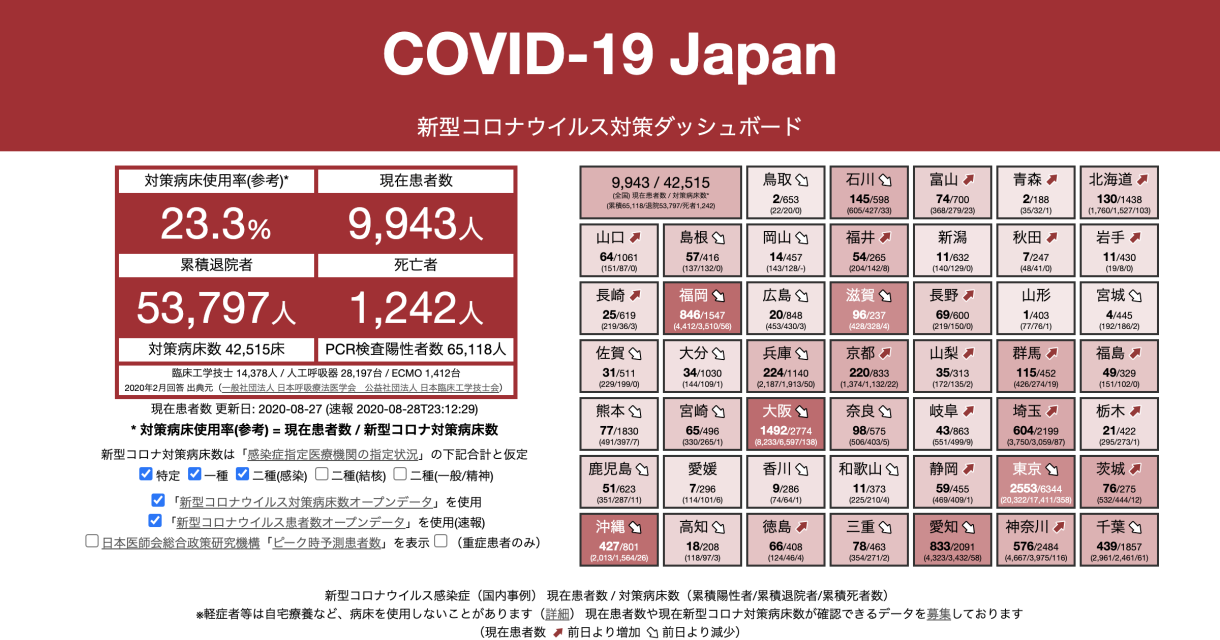 COVID-19 Japan
新型コロナウイルス対策ダッシュボード
対策病床使用率(参考)*
現在患者数
23.3%
9,943人
累積退院者
死亡者
53,797人
1,242人
対策病床数 42,515床
PCR検査陽性者数 65,118人
臨床工学技士 14,378人 / 人工呼吸器 28,197台 / ECMO 1,412台
2020年2月回答 出典元（一般社団法人 日本呼吸療法医学会　公益社団法人 日本臨床工学技士会）
現在患者数 更新日: 2020-08-27 (速報 2020-08-28T23:12:29)
* 対策病床使用率(参考) = 現在患者数 / 新型コロナ対策病床数
新型コロナウイルス対策病床数は「感染症指定医療機関の指定状況」の下記合計と仮定
特定 一種 二種(感染) 二種(結核) 二種(一般/精神)
「新型コロナウイルス対策病床数オープンデータ」を使用
「新型コロナウイルス患者数オープンデータ」を使用(速報)
日本医師会総合政策研究機構「ピーク時予測患者数」を表示 （重症患者のみ）
9,943 / 42,515
(全国) 現在患者数 / 対策病床数*
(累積65,118/退院53,797/死者1,242)
鳥取
2/653
(22/20/0)
石川
145/598
(605/427/33)
富山
74/700
(368/279/23)
青森
2/188
(35/32/1)
北海道
130/1438
(1,760/1,527/103)
山口
64/1061
(151/87/0)
島根
57/416
(137/132/0)
岡山
14/457
(143/128/-)
福井
54/265
(204/142/8)
新潟
11/632
(140/129/0)
秋田
7/247
(48/41/0)
岩手
11/430
(19/8/0)
長崎
25/619
(219/36/3)
福岡
846/1547
(4,412/3,510/56)
広島
20/848
(453/430/3)
滋賀
96/237
(428/328/4)
長野
69/600
(219/150/0)
山形
1/403
(77/76/1)
宮城
4/445
(192/186/2)
佐賀
31/511
(229/199/0)
大分
34/1030
(144/109/1)
兵庫
224/1140
(2,187/1,913/50)
京都
220/833
(1,374/1,132/22)
山梨
35/313
(172/135/2)
群馬
115/452
(426/274/19)
福島
49/329
(151/102/0)
熊本
77/1830
(491/397/7)
宮崎
65/496
(330/265/1)
大阪
1492/2774
(8,233/6,597/138)
奈良
98/575
(506/403/5)
岐阜
43/863
(551/499/9)
埼玉
604/2199
(3,750/3,059/87)
栃木
21/422
(295/273/1)
鹿児島
51/623
(351/287/11)
愛媛
7/296
(114/101/6)
香川
9/286
(74/64/1)
和歌山
11/373
(225/210/4)
静岡
59/455
(469/409/1)
東京
2553/6344
(20,322/17,411/358)
茨城
76/275
(532/444/12)
沖縄
427/801
(2,013/1,564/26)
高知
18/208
(118/97/3)
徳島
66/408
(124/46/4)
三重
78/463
(354/271/2)
愛知
833/2091
(4,323/3,432/58)
神奈川
576/2484
(4,667/3,975/116)
千葉
439/1857
(2,961/2,461/61)
新型コロナウイルス感染症（国内事例） 現在患者数 / 対策病床数（累積陽性者/累積退院者/累積死者数）
※軽症者等は自宅療養など、病床を使用しないことがあります（詳細） 現在患者数や現在新型コロナ対策病床数が確認できるデータを募集しております
（現在患者数 前日より増加 前日より減少）